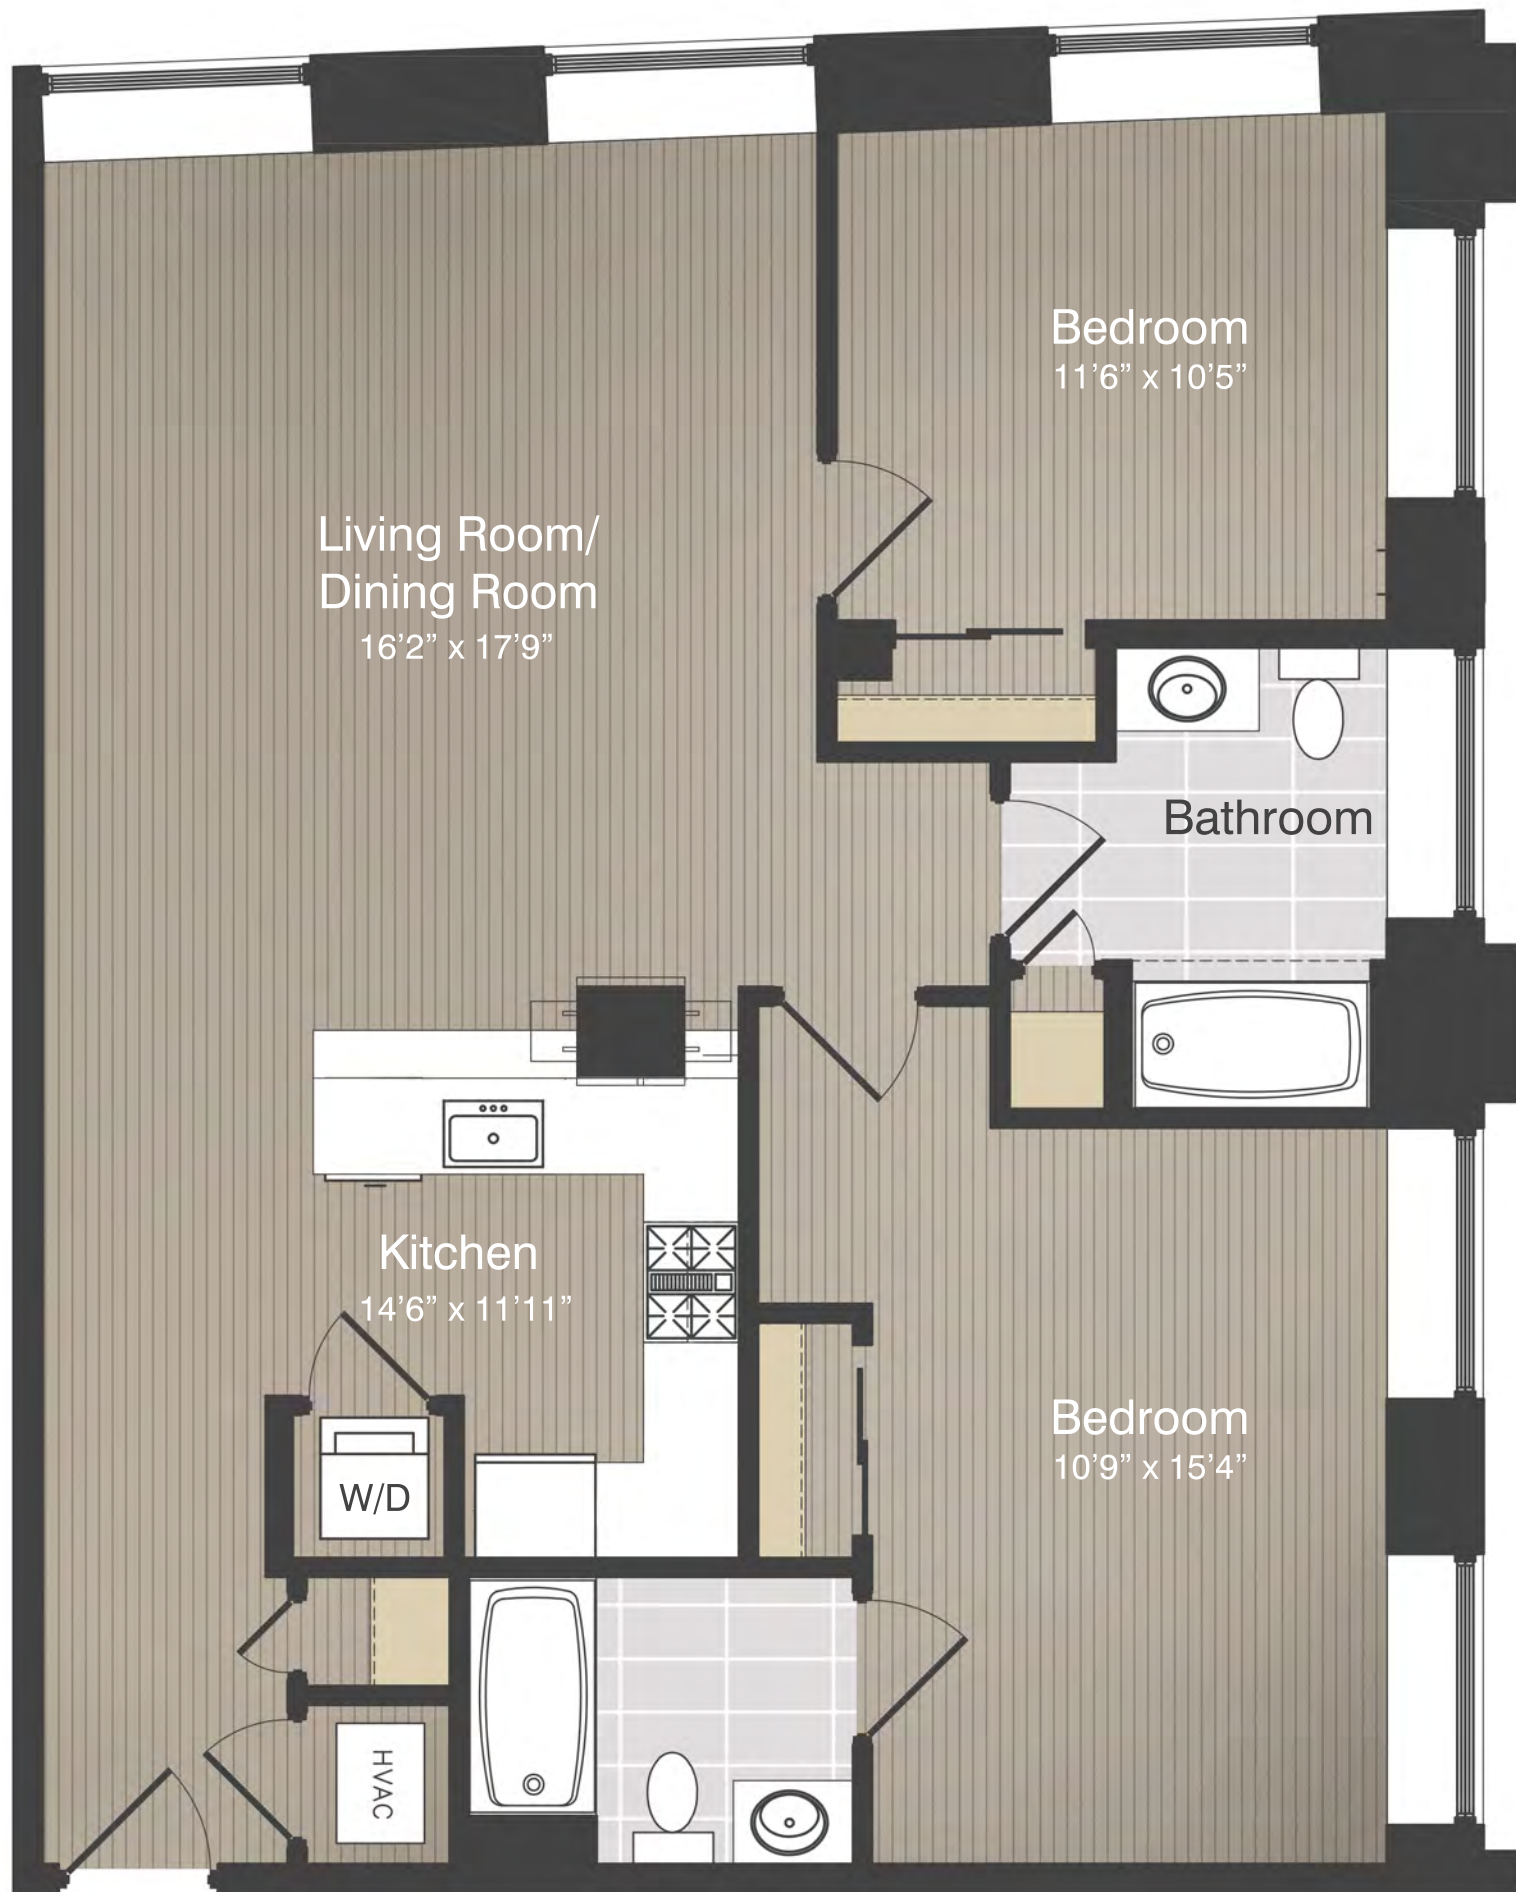 Bedroom
11’6” x 10’5”
Living Room/
Dining Room
16’2” x 17’9”
Bathroom
Kitchen
14’6” x 11’11”
Bedroom
10’9” x 15’4”
W/D
HVAC